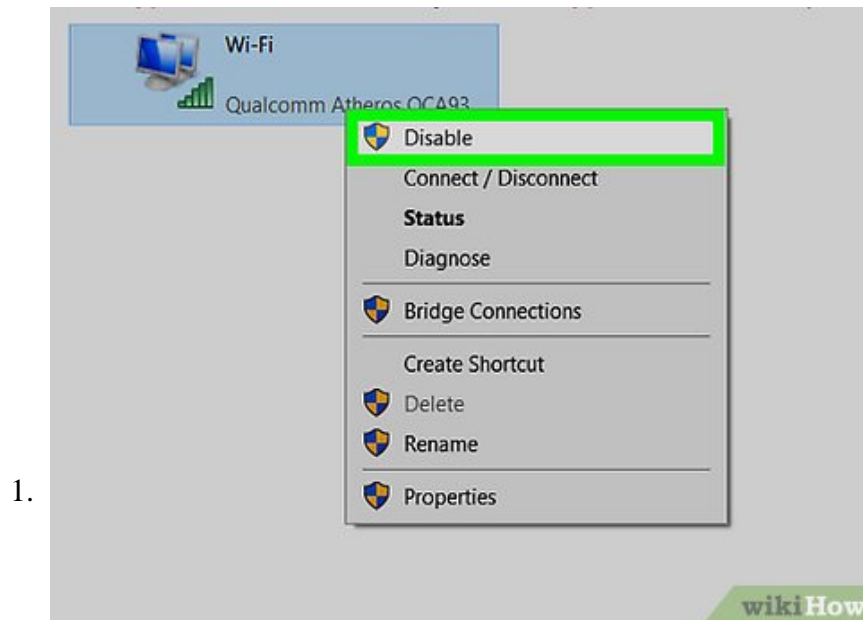 Wi-Fi
Qualcomm Atheros QCA93
Disable
Connect / Disconnect
Status
Diagnose
Bridge Connections
Create Shortcut
Delete
Rename
Properties
1.
wikiHow